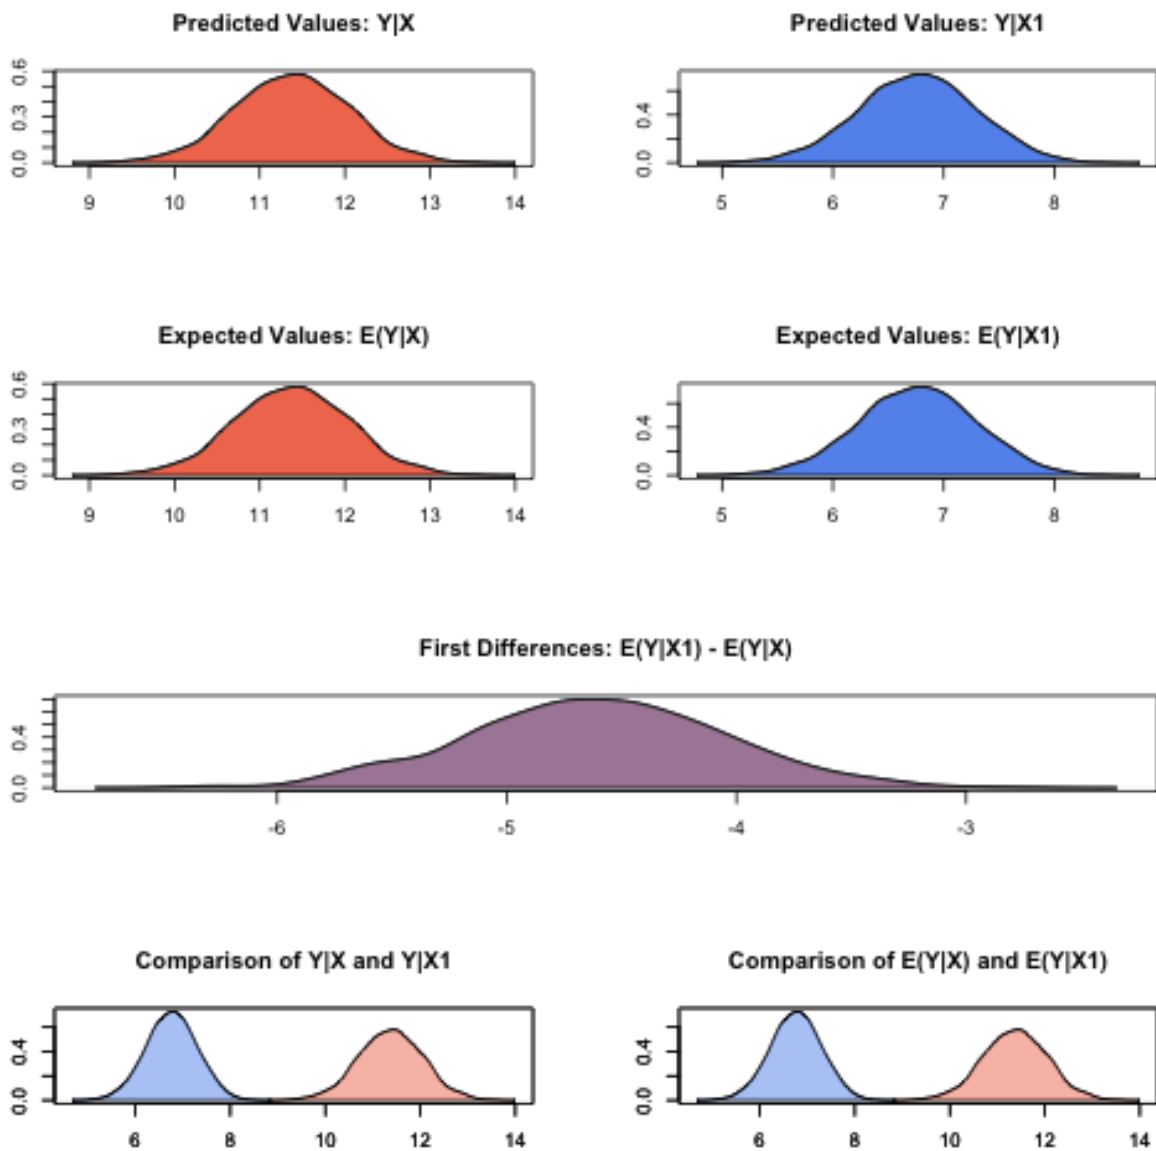 Predicted Values: Y|X
0.0 0.3 0.6
9 10 11 12 13 14
Predicted Values: Y|X1
0.0 0.4
5 6 7 8
Expected Values: E(Y|X)
0.0 0.3 0.6
9 10 11 12 13 14
Expected Values: E(Y|X1)
0.0 0.4
5 6 7 8
First Differences: E(Y|X1) - E(Y|X)
0.0 0.4
-6 -5 -4 -3
Comparison of Y|X and Y|X1
0.0 0.4
6 8 10 12 14
Comparison of E(Y|X) and E(Y|X1)
0.0 0.4
6 8 10 12 14